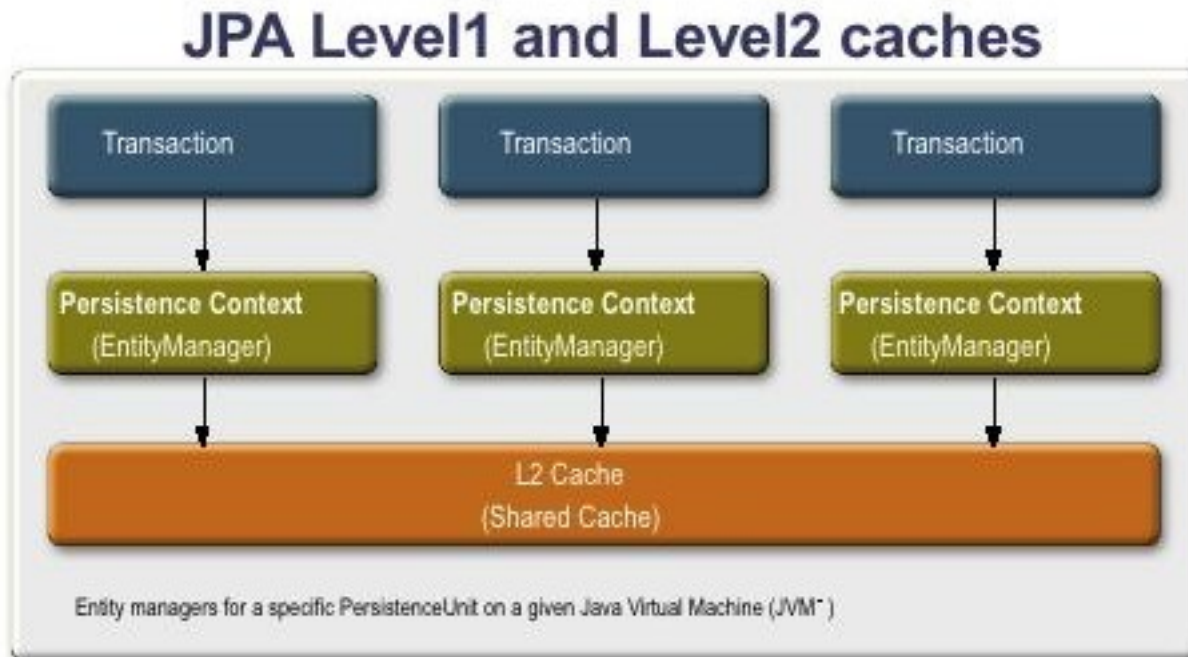 JPA Level1 and Level2 caches
Transaction
Transaction
Transaction
Persistence Context
(EntityManager)
Persistence Context
(EntityManager)
Persistence Context
(EntityManager)
L2 Cache
(Shared Cache)
Entity managers for a specific PersistenceUnit on a given Java Virtual Machine (JVM™ )